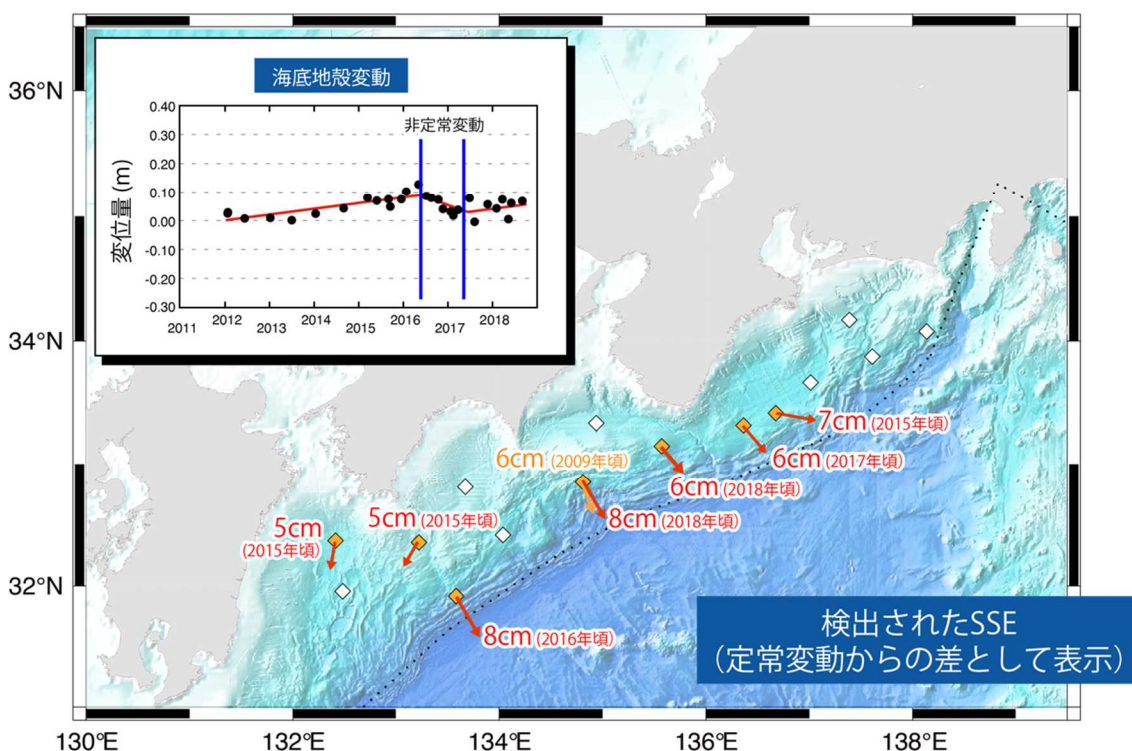 36°N
34°N
32°N
130°E
132°E
134°E
136°E
138°E
海底地殻変動
非定常変動
変位量 (m)
0.40
0.30
0.20
0.10
0.00
-0.10
-0.20
-0.30
2011
2012
2013
2014
2015
2016
2017
2018
7cm (2015年頃)
6cm (2017年頃)
6cm (2009年頃)
6cm (2018年頃)
8cm (2018年頃)
5cm (2015年頃)
5cm
(2015年頃)
8cm (2016年頃)
検出されたSSE
（定常変動からの差として表示）